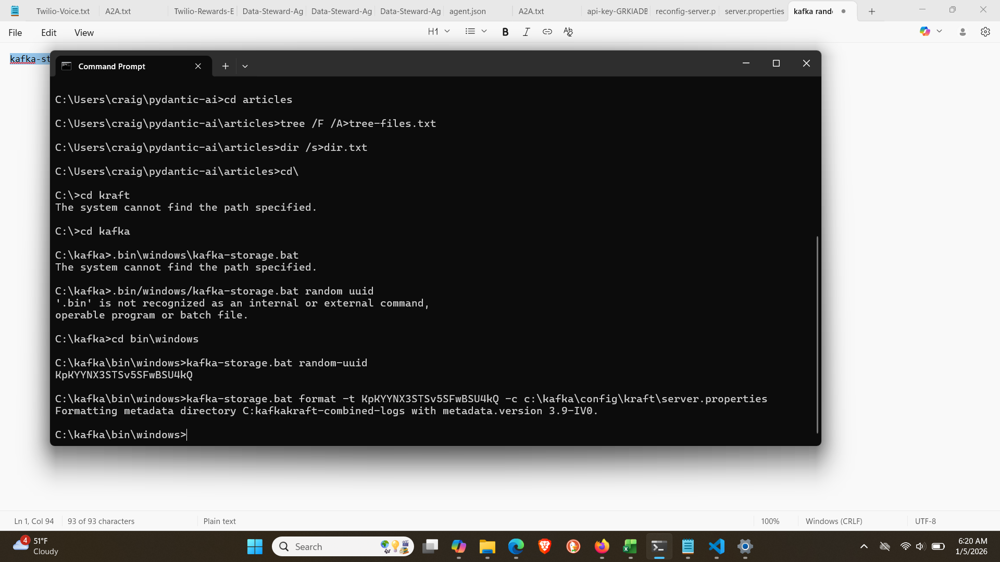 Twilio-Voice.txt
A2A.txt
Twilio-Rewards-E
Data-Steward-Ag
Data-Steward-Ag
Data-Steward-Ag
agent.json
A2A.txt
api-key-GRKIADB
reconfig-server.p
server.properties
kafka rand
File
Edit
View
H1
kafka-st
Command Prompt
C:\Users\craig\pydantic-ai>cd articles
C:\Users\craig\pydantic-ai\articles>tree /F /A>tree-files.txt
C:\Users\craig\pydantic-ai\articles>dir /s>dir.txt
C:\Users\craig\pydantic-ai\articles>cd\
C:\>cd kraft
The system cannot find the path specified.
C:\>cd kafka
C:\kafka>.bin\windows\kafka-storage.bat
The system cannot find the path specified.
C:\kafka>.bin/windows/kafka-storage.bat random uuid
'.bin' is not recognized as an internal or external command,
operable program or batch file.
C:\kafka>cd bin\windows
C:\kafka\bin\windows>kafka-storage.bat random-uuid
KpKYYNX3STSv5SFwBSU4kQ
C:\kafka\bin\windows>kafka-storage.bat format -t KpKYYNX3STSv5SFwBSU4kQ -c c:\kafka\config\kraft\server.properties
Formatting metadata directory C:kafkakraft-combined-logs with metadata.version 3.9-IV0.
C:\kafka\bin\windows>
Ln 1, Col 94
93 of 93 characters
Plain text
100%
Windows (CRLF)
UTF-8
4
51°F
Cloudy
Search
6:20 AM
1/5/2026